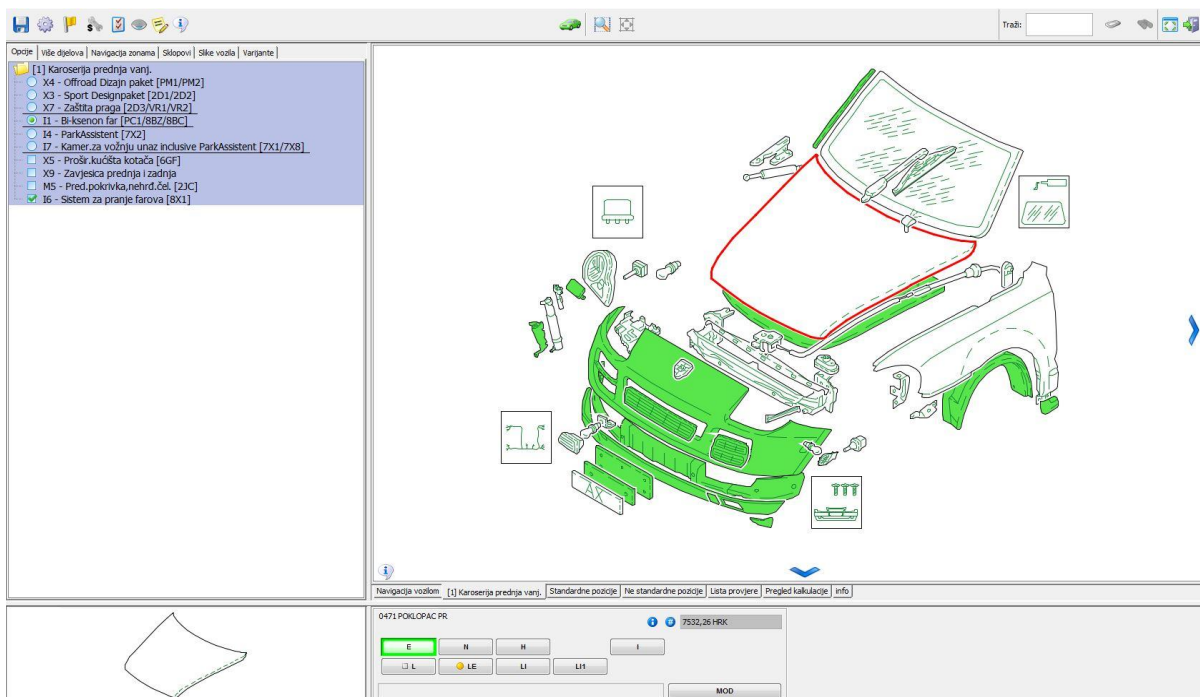 Traži:
Opcije Više dijelova Navigacija zonama Sklopovi Slike vozila Varijante
[1] Karoserija prednja vanj.
X4 - Offroad Dizajn paket [PM1/PM2]
X3 - Sport Designpaket [2D1/2D2]
X7 - Zaštita praga [2D3/VR1/VR2]
I1 - Bi-ksenon far [PC1/8BZ/8BC]
I4 - ParkAssistent [7X2]
I7 - Kamer.za vožnju unaz inclusive ParkAssistent [7X1/7X8]
X5 - Prošir.kućišta kotača [6GF]
X9 - Zavjesica prednja i zadnja
M5 - Pred.pokrivka,nehrđ.čel. [2JC]
I6 - Sistem za pranje farova [8X1]
AX
Navigacija vozilom [1] Karoserija prednja vanj. Standardne pozicije Ne standardne pozicije Lista provjere Pregled kalkulacije info
0471 POKLOPAC PR
7532,26 HRK
E N H I
L LE LI LI1
MOD